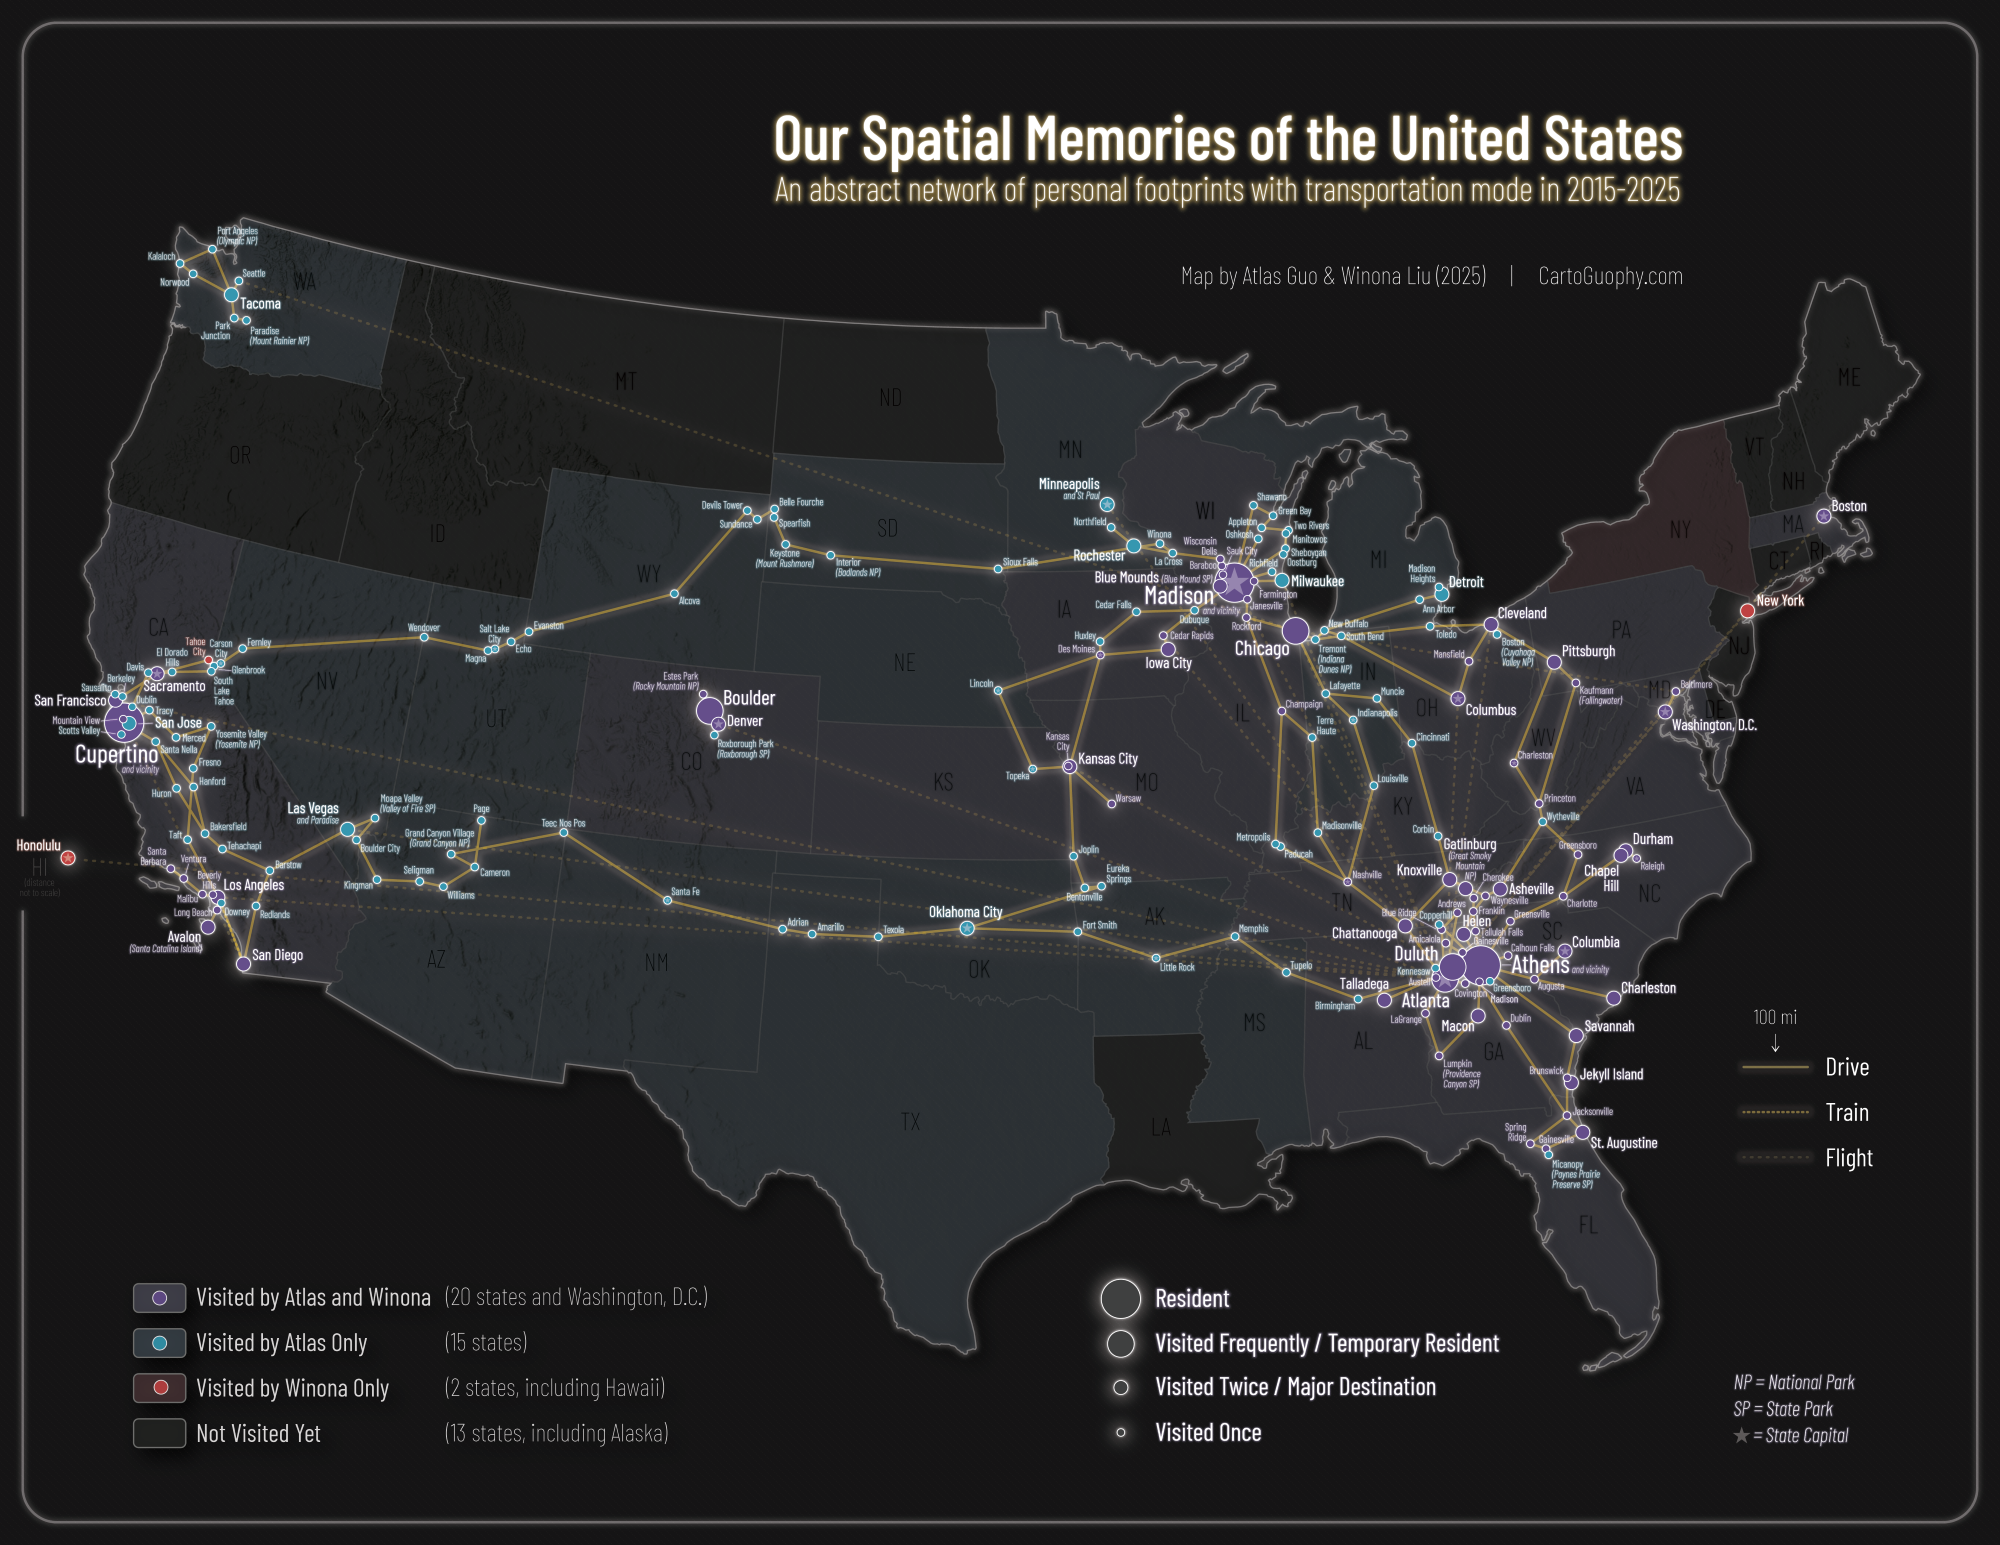 Our Spatial Memories of the United States
An abstract network of personal footprints with transportation mode in 2015-2025
Map by Atlas Guo & Winona Liu (2025) | CartoGuophy.com
Port Angeles
(Olympic NP)
Kalaloch
Norwood
Seattle
WA
Tacoma
Park
Junction
Paradise
(Mount Rainier NP)
MT
ND
ME
OR
ID
MN
VT
NH
MA
NY
CT
RI
Boston
Minneapolis
and St Paul
Northfield
Rochester
Winona
La Cross
WI
Shawano
Green Bay
Appleton
Oshkosh
Two Rivers
Manitowoc
Sheboygan
Oostburg
Richfield
Wisconsin
Dells
Sauk City
Baraboo
Blue Mounds (Blue Mound SP)
Madison
and vicinity
Milwaukee
Farmington
Janesville
Rockford
Chicago
MI
Madison
Heights
Detroit
Ann Arbor
Toledo
Cleveland
Boston
(Cuyahoga
Valley NP)
New York
Devils Tower
Belle Fourche
Sundance
Spearfish
SD
Keystone
(Mount Rushmore)
Interior
(Badlands NP)
Sioux Falls
WY
Alcova
IA
Cedar Falls
Dubuque
Huxley
Des Moines
Cedar Rapids
Iowa City
New Buffalo
South Bend
Tremont
(Indiana
Dunes NP)
PA
NJ
Mansfield
Pittsburgh
CA
Tahoe
City
Carson
City
Fernley
El Dorado
Hills
Davis
Glenbrook
South
Lake
Tahoe
Sacramento
Berkeley
Sausalito
San Francisco
Dublin
Tracy
Mountain View
Scotts Valley
San Jose
Merced
Santa Nella
Yosemite Valley
(Yosemite NP)
Cupertino
and vicinity
Wendover
Salt Lake
City
Magna
Echo
Evanston
NV
UT
NE
Estes Park
(Rocky Mountain NP)
Boulder
Denver
Roxborough Park
(Roxborough SP)
CO
Lincoln
KS
Topeka
Kansas
City
Kansas City
Warsaw
MO
IL
IN
OH
Champaign
Lafayette
Muncie
Indianapolis
Terre
Haute
Cincinnati
Columbus
Kaufmann
(Fallingwater)
MD
Baltimore
DE
Washington, D.C.
WV
Charleston
VA
Louisville
KY
Princeton
Wytheville
Corbin
Madisonville
Metropolis
Paducah
Nashville
TN
Fresno
Hanford
Huron
Taft
Bakersfield
Tehachapi
Barstow
Santa
Barbara
Ventura
Beverly
Hills
Malibu
Los Angeles
Long Beach
Downey
Redlands
Avalon
(Santa Catalina Island)
San Diego
Honolulu
HI
(distance
not to scale)
Las Vegas
and Paradise
Moapa Valley
(Valley of Fire SP)
Boulder City
Kingman
Seligman
Williams
Page
Grand Canyon Village
(Grand Canyon NP)
Cameron
Teec Nos Pos
AZ
NM
Santa Fe
Adrian
Amarillo
Texola
Oklahoma City
OK
Joplin
Eureka
Springs
Bentonville
Fort Smith
AK
Little Rock
Memphis
Tupelo
Birmingham
Talladega
TX
LA
MS
AL
GA
FL
Gatlinburg
(Great Smoky
Mountain
NP)
Knoxville
Cherokee
Asheville
Waynesville
Andrews
Franklin
Blue Ridge
Copperhill
Chattanooga
Helen
Tallulah Falls
Amicalola
Gainesville
Greensville
Charlotte
Greensboro
Durham
Raleigh
Chapel
Hill
NC
SC
Duluth
Kennesaw
Austell
Atlanta
Athens and vicinity
Calhoun Falls
Columbia
Greensboro
Madison
Covington
Augusta
Charleston
LaGrange
Macon
Dublin
Savannah
Lumpkin
(Providence
Canyon SP)
Brunswick
Jekyll Island
Jacksonville
Spring
Ridge
Gainesville
St. Augustine
Micanopy
(Paynes Prairie
Preserve SP)
100 mi
↓
Drive
Train
Flight
Visited by Atlas and Winona (20 states and Washington, D.C.)
Visited by Atlas Only (15 states)
Visited by Winona Only (2 states, including Hawaii)
Not Visited Yet (13 states, including Alaska)
Resident
Visited Frequently / Temporary Resident
Visited Twice / Major Destination
Visited Once
NP = National Park
SP = State Park
★ = State Capital